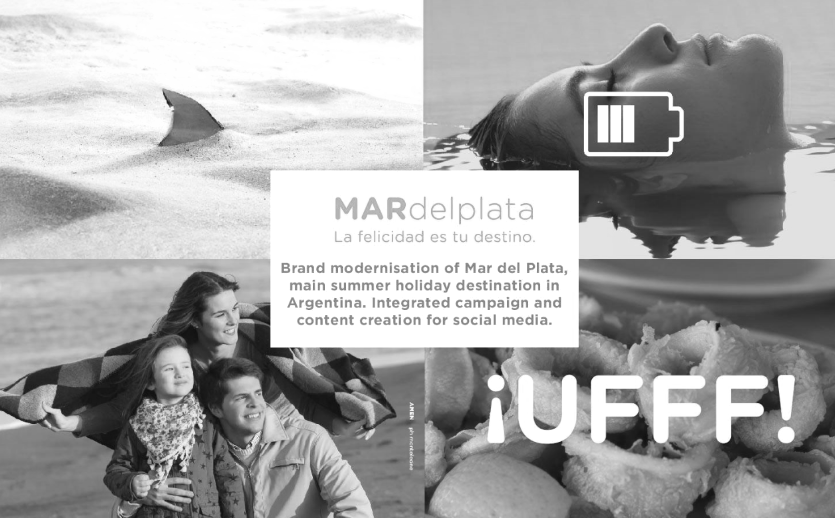 MARdelplata
La felicidad es tu destino.
Brand modernisation of Mar del Plata,
main summer holiday destination in
Argentina. Integrated campaign and
content creation for social media.
¡UFFF!